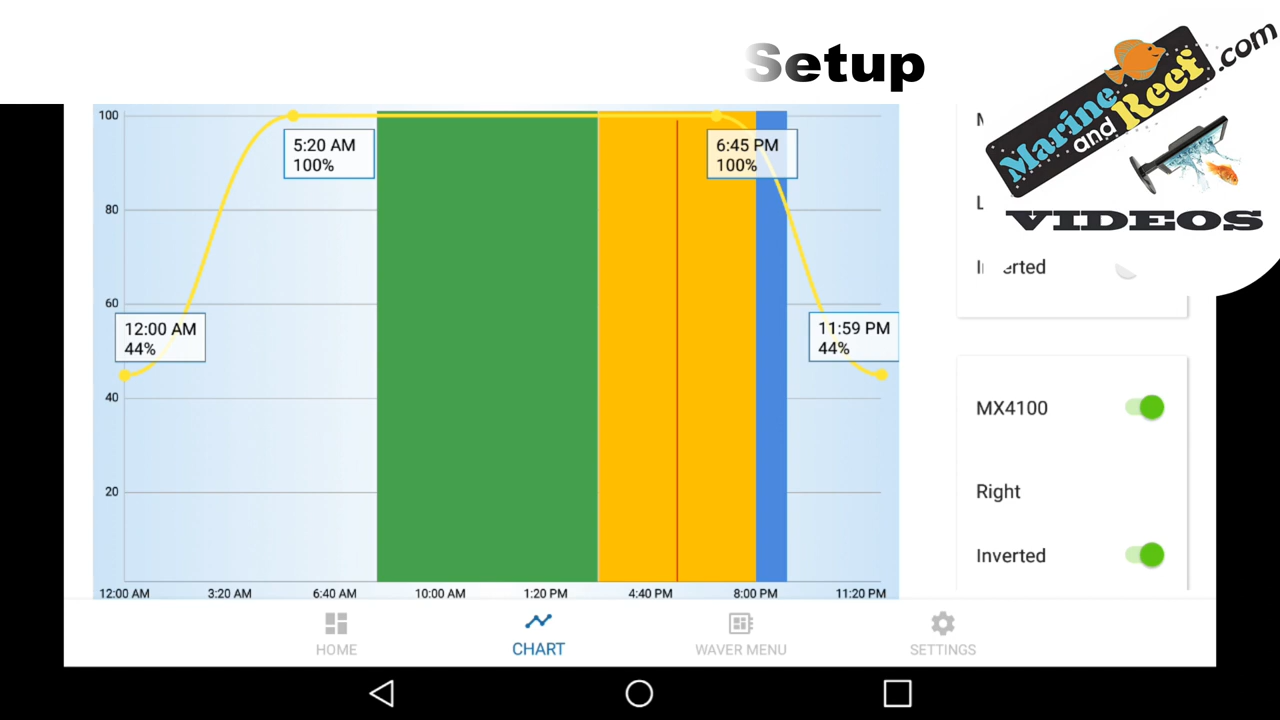 Setup
Marine
and Reef
.com
VIDEOS
100
80
60
40
20
5:20 AM
100%
6:45 PM
100%
12:00 AM
44%
11:59 PM
44%
12:00 AM
3:20 AM
6:40 AM
10:00 AM
1:20 PM
4:40 PM
8:00 PM
11:20 PM
MX4100
Right
Inverted
HOME
CHART
WAVER MENU
SETTINGS